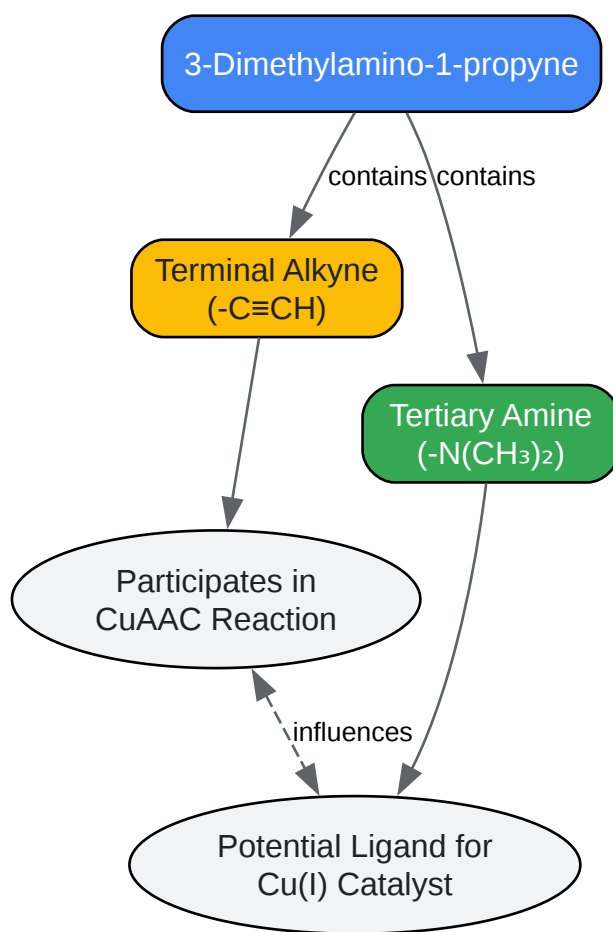 3-Dimethylamino-1-propyne
contains contains
Terminal Alkyne
(-C≡CH)
Tertiary Amine
(-N(CH₃)₂)
Participates in
CuAAC Reaction
influences
Potential Ligand for
Cu(I) Catalyst